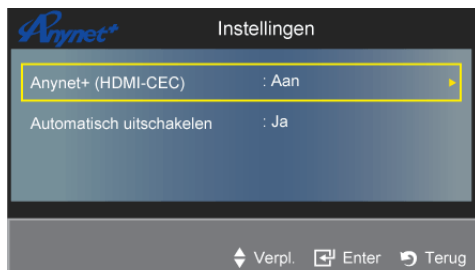 Anynet+ Instellingen
Anynet+ (HDMI-CEC) : Aan
Automatisch uitschakelen : Ja
Verpl. Enter Terug